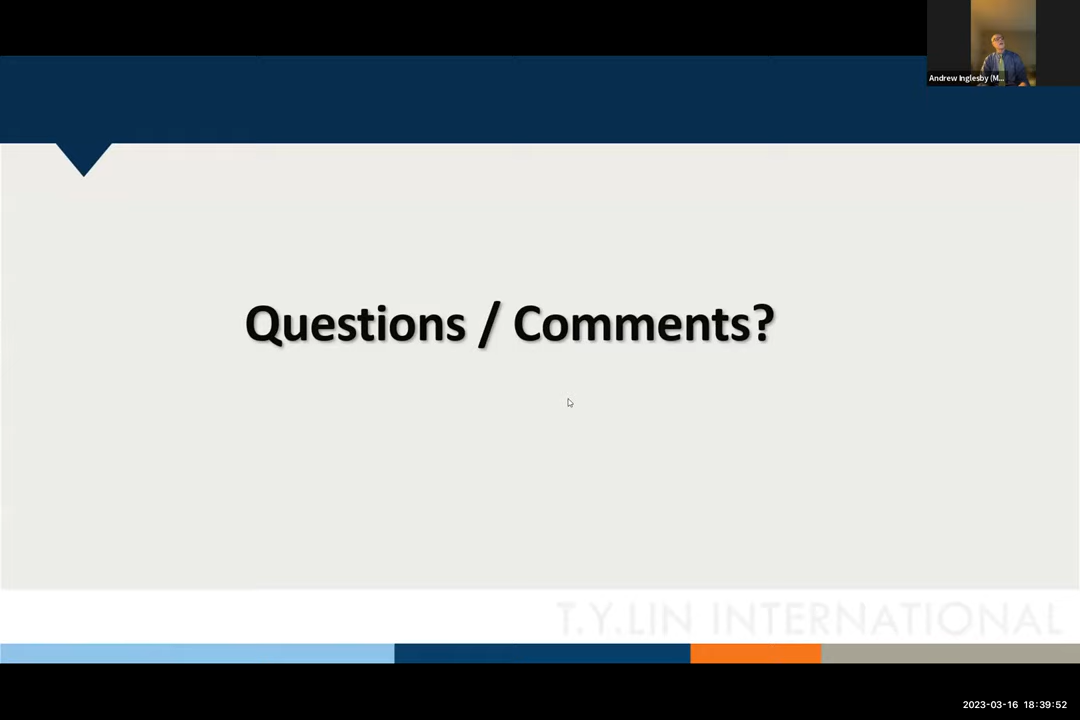 Andrew Inglesby (M...
Questions / Comments?
T.Y.LIN INTERNATIONAL
2023-03-16 18:39:52